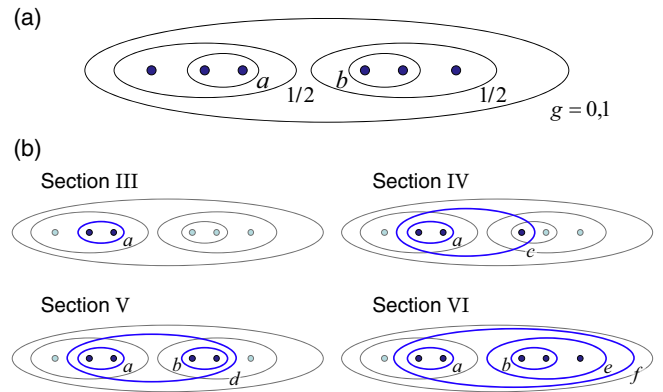 (a)
a
b
1/2
1/2
g = 0,1
(b)
Section III
Section IV
a
a
c
Section V
Section VI
a
b
d
a
b
e
f